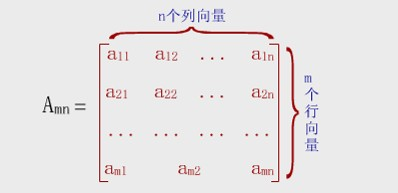 n个列向量
a11 a12 ... a1n
a21 a22 ... a2n
Amn =
... ... ... ...
am1 am2 amn
m个行向量